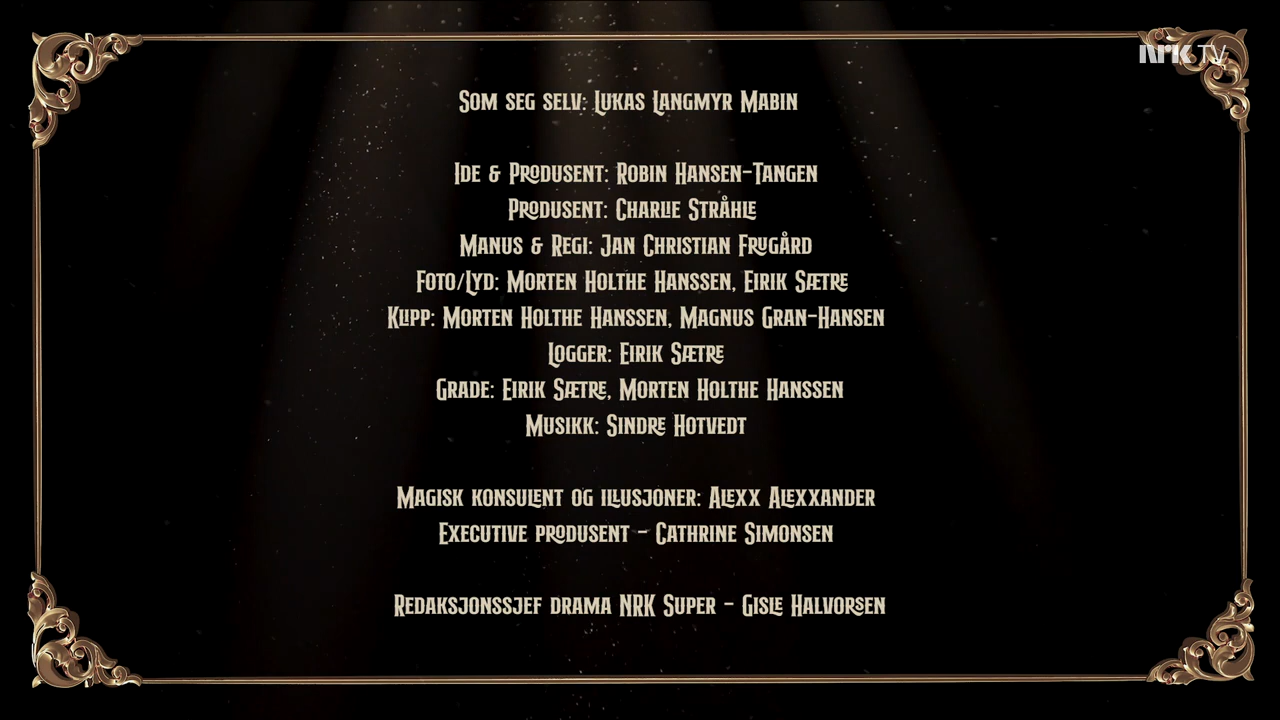 nrk TV
Som seg selv: Lukas Langmyr Mabin
Ide & Produsent: Robin Hansen-Tangen
Produsent: Charlie Stråhle
Manus & Regi: Jan Christian Frugård
Foto/Lyd: Morten Holthe Hanssen, Eirik Sætre
Klipp: Morten Holthe Hanssen, Magnus Gran-Hansen
Logger: Eirik Sætre
Grade: Eirik Sætre, Morten Holthe Hanssen
Musikk: Sindre Hotvedt
Magisk konsulent og illusjoner: Alexx Alexxander
Executive produsent - Cathrine Simonsen
Redaksjonssjef drama NRK Super - Gisle Halvorsen